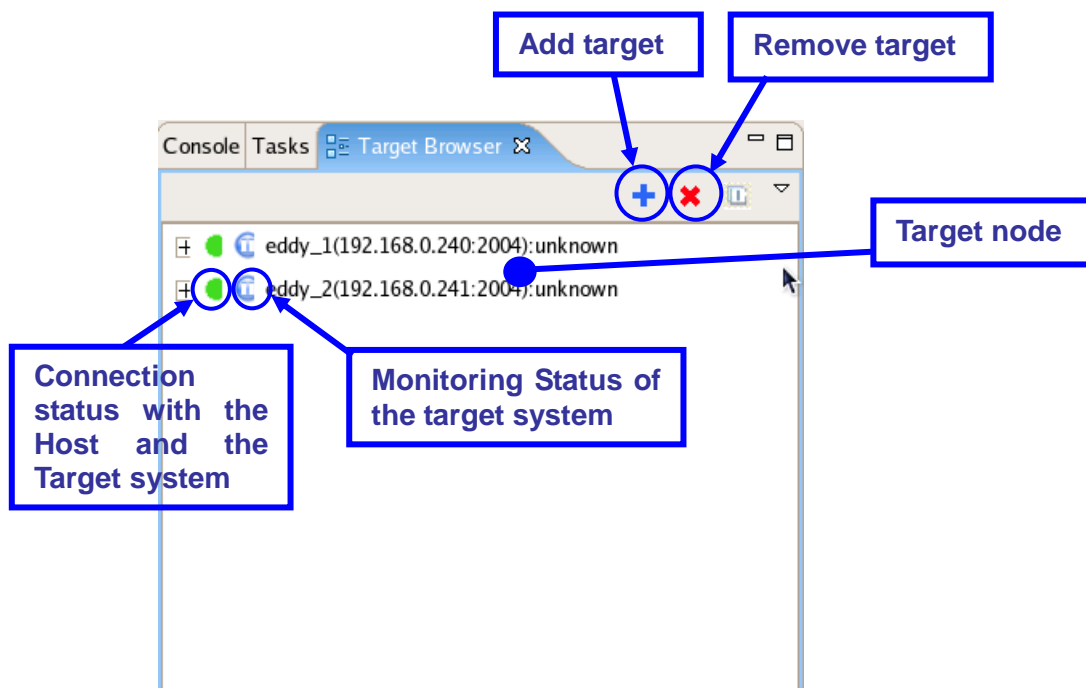 Add target
Remove target
Console Tasks Target Browser
Target node
eddy_1(192.168.0.240:2004):unknown
eddy_2(192.168.0.241:2004):unknown
Connection
status with the
Host and the
Target system
Monitoring Status of
the target system